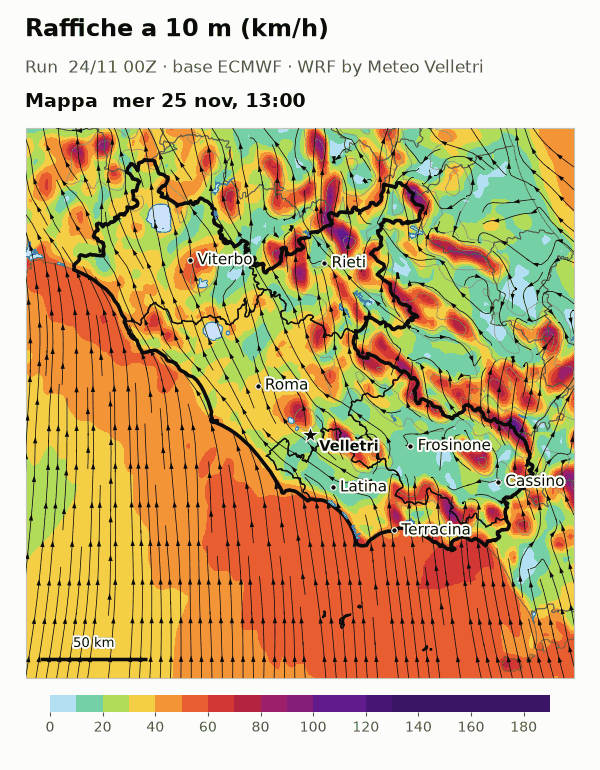 Raffiche a 10 m (km/h)
Run 24/11 00Z · base ECMWF · WRF by Meteo Velletri
Mappa mer 25 nov, 13:00
Viterbo
Rieti
Roma
Velletri
Frosinone
Latina
Cassino
Terracina
50 km
0 20 40 60 80 100 120 140 160 180